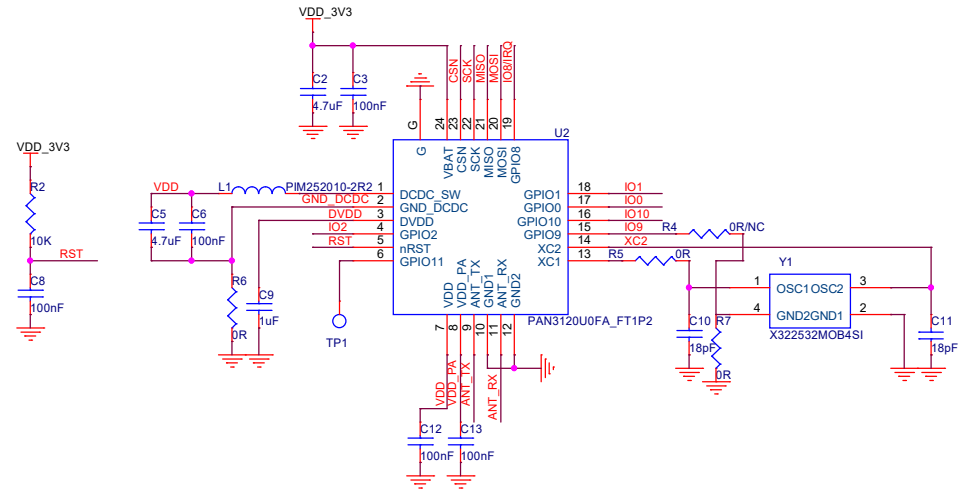 VDD_3V3
C2
4.7uF
C3
100nF
CSN
SCK
MISO
MOSI
IO8/IRQ
G
24
23
22
21
20
19
U2
G
VBAT
CSN
SCK
MISO
MOSI
GPIO8
VDD_3V3
R2
10K
RST
C8
100nF
VDD
L1
PIM252010-2R2
GND_DCDC
DVDD
IO2
RST
C5
4.7uF
C6
100nF
R6
0R
C9
1uF
TP1
1
2
3
4
5
6
DCDC_SW
GND_DCDC
DVDD
GPIO2
nRST
GPIO11
GPIO1
GPIO0
GPIO10
GPIO9
XC2
XC1
18
17
16
15
14
13
IO1
IO0
IO10
IO9
XC2
R4
0R/NC
R5
0R
VDD
VDD_PA
ANT_TX
GND1
ANT_RX
GND2
PAN3120U0FA_FT1P2
7
8
9
10
11
12
VDD
VDD_PA
ANT_TX
ANT_RX
C12
100nF
C13
100nF
Y1
1
OSC1OSC2
3
4
GND2GND1
2
X322532MOB4SI
C10
18pF
R7
0R
C11
18pF